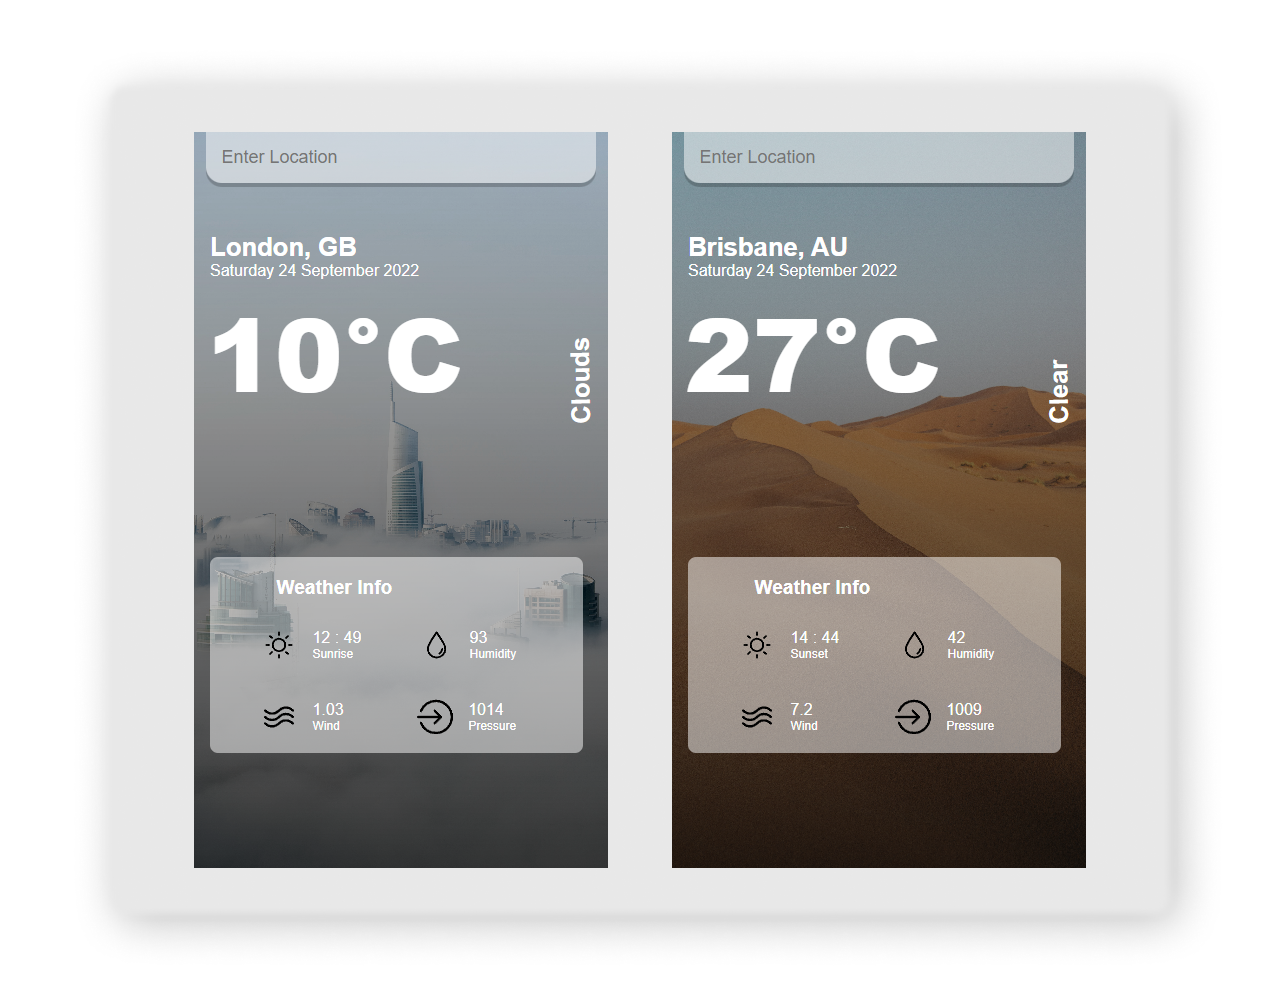 Enter Location
London, GB
Saturday 24 September 2022
10°C
Clouds
Weather Info
12 : 49
Sunrise
93
Humidity
1.03
Wind
1014
Pressure
Enter Location
Brisbane, AU
Saturday 24 September 2022
27°C
Clear
Weather Info
14 : 44
Sunset
42
Humidity
7.2
Wind
1009
Pressure